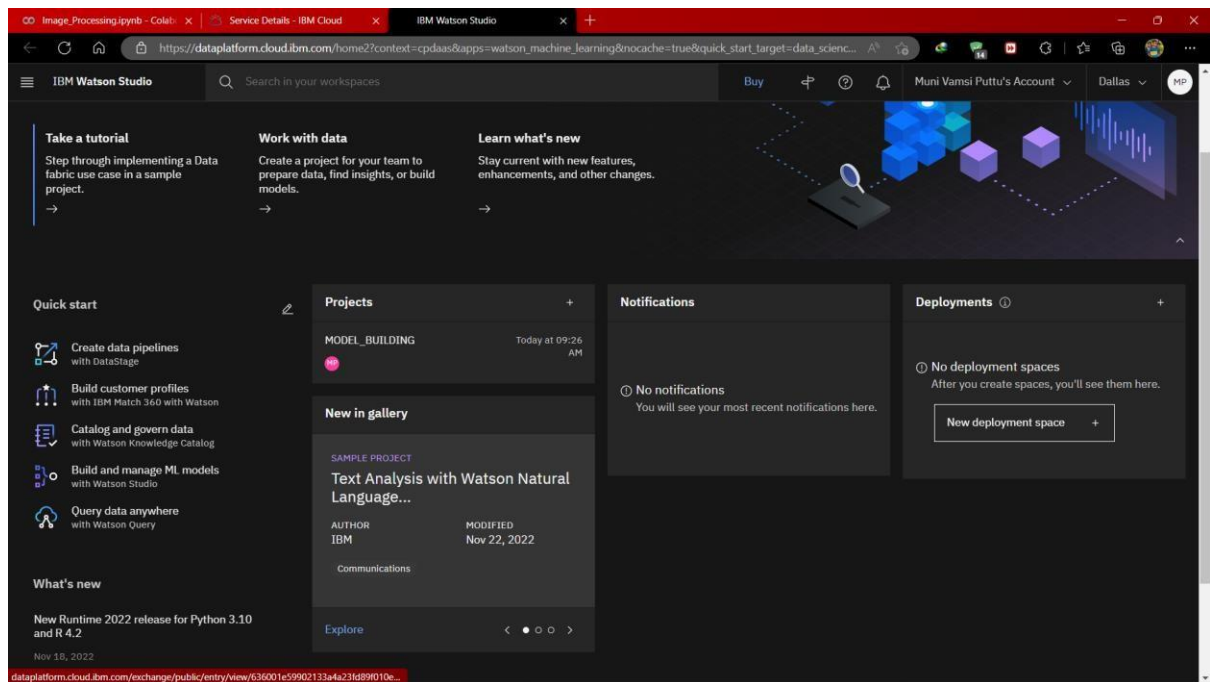 Image_Processing.ipynb - Colab
Service Details - IBM Cloud
IBM Watson Studio
https://dataplatform.cloud.ibm.com/home2?context=cpdaas&apps=watson_machine_learning&nocache=true&quick_start_target=data_scienc...
14
IBM Watson Studio
Search in your workspaces
Buy
Muni Vamsi Puttu's Account
Dallas
MP
Take a tutorial
Step through implementing a Data
fabric use case in a sample
project.
Work with data
Create a project for your team to
prepare data, find insights, or build
models.
Learn what's new
Stay current with new features,
enhancements, and other changes.
Quick start
Create data pipelines
with DataStage
Build customer profiles
with IBM Match 360 with Watson
Catalog and govern data
with Watson Knowledge Catalog
Build and manage ML models
with Watson Studio
Query data anywhere
with Watson Query
What's new
New Runtime 2022 release for Python 3.10
and R 4.2
Nov 18, 2022
Projects
MODEL_BUILDING
Today at 09:26
AM
MP
New in gallery
SAMPLE PROJECT
Text Analysis with Watson Natural
Language...
AUTHOR
IBM
MODIFIED
Nov 22, 2022
Communications
Explore
Notifications
No notifications
You will see your most recent notifications here.
Deployments
No deployment spaces
After you create spaces, you'll see them here.
New deployment space +
dataplatform.cloud.ibm.com/exchange/public/entry/view/636001e59902133a4a23fd89f010e...